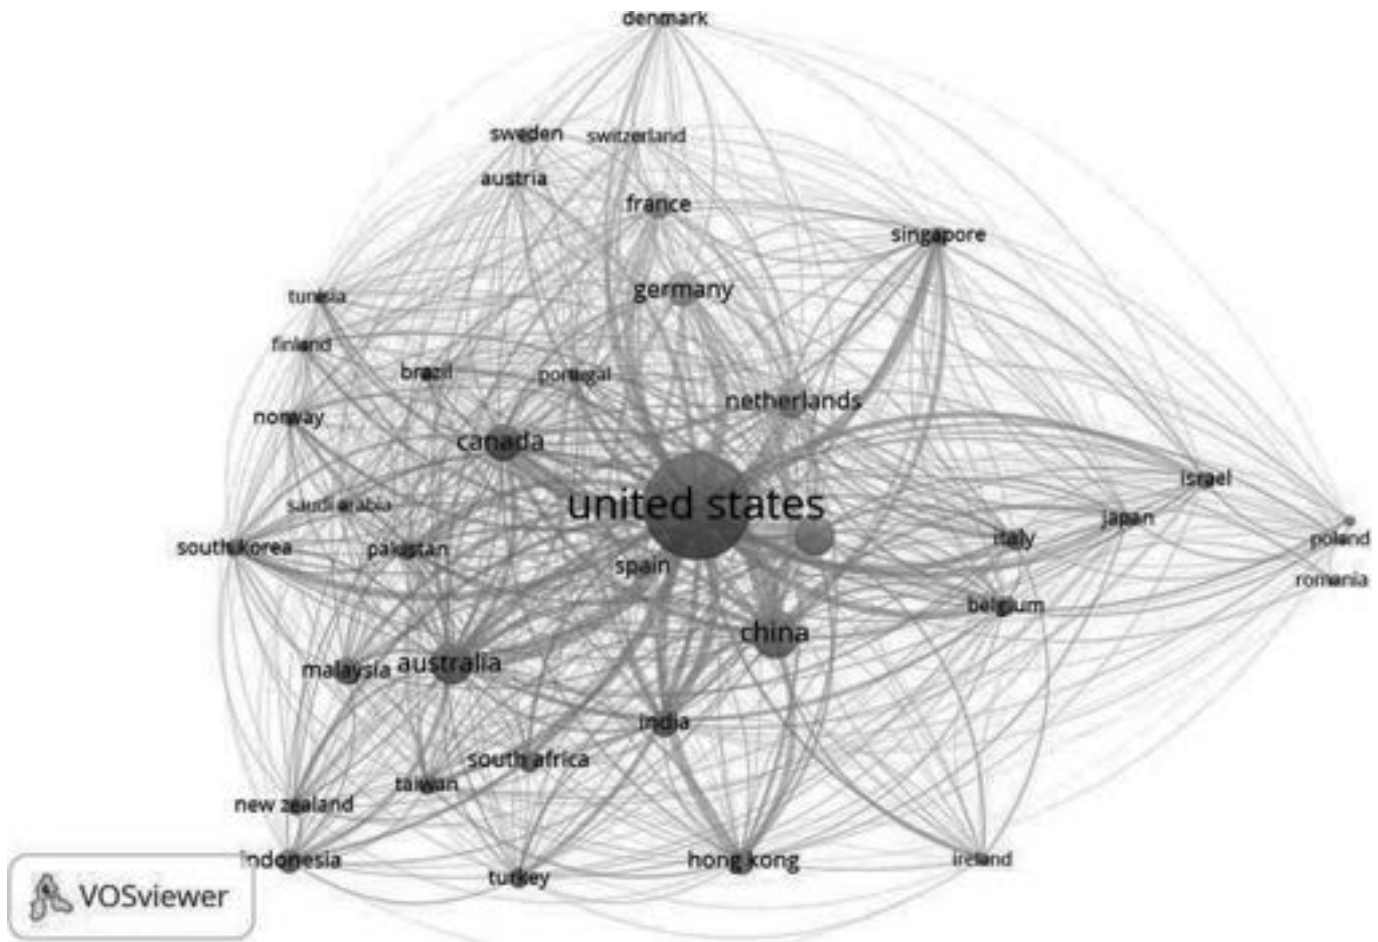 denmark
sweden
switzerland
austria
france
singapore
germany
tunisia
finland
brazil
portugal
netherlands
norway
canada
israel
united states
saudi arabia
japan
italy
poland
south korea
pakistan
spain
romania
belgium
china
malaysia
australia
india
south africa
taiwan
new zealand
indonesia
hong kong
ireland
turkey
VOSviewer